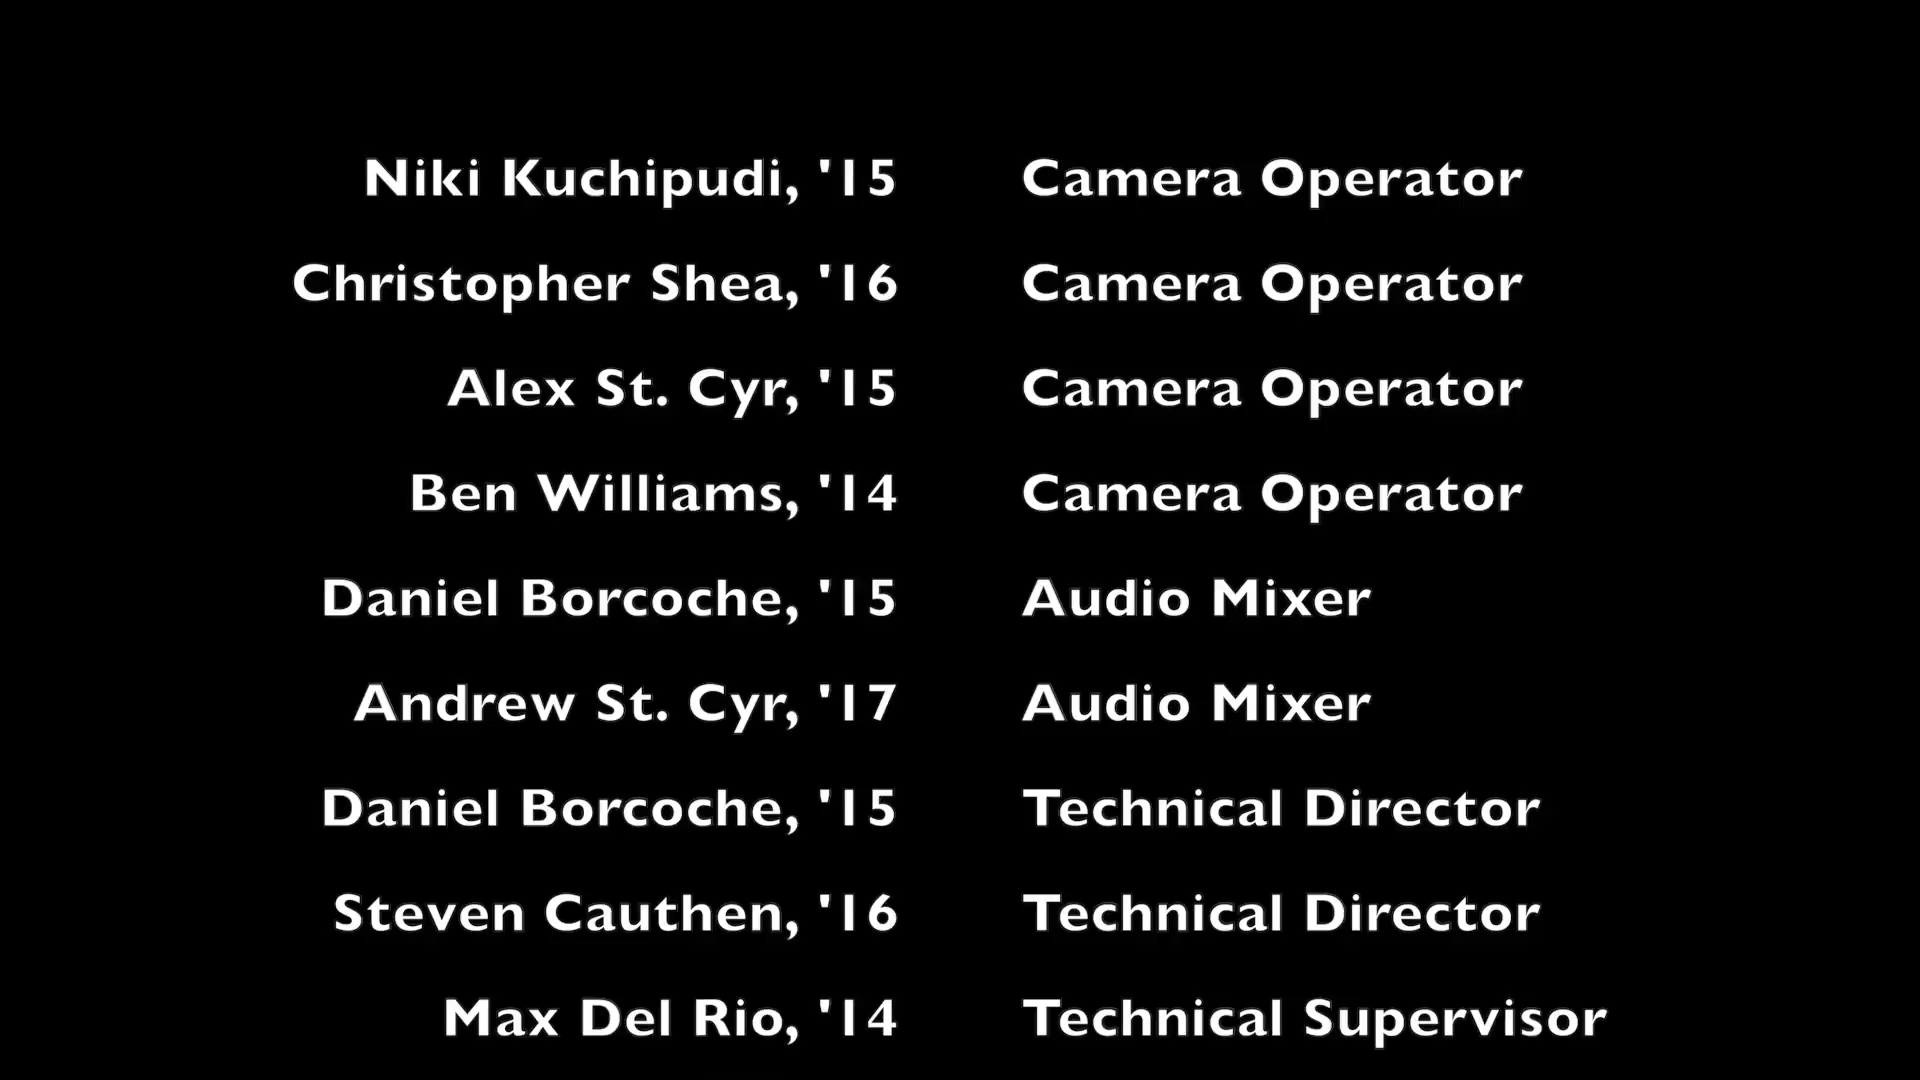 Niki Kuchipudi, '15 Camera Operator
Christopher Shea, '16 Camera Operator
Alex St. Cyr, '15 Camera Operator
Ben Williams, '14 Camera Operator
Daniel Borcoche, '15 Audio Mixer
Andrew St. Cyr, '17 Audio Mixer
Daniel Borcoche, '15 Technical Director
Steven Cauthen, '16 Technical Director
Max Del Rio, '14 Technical Supervisor